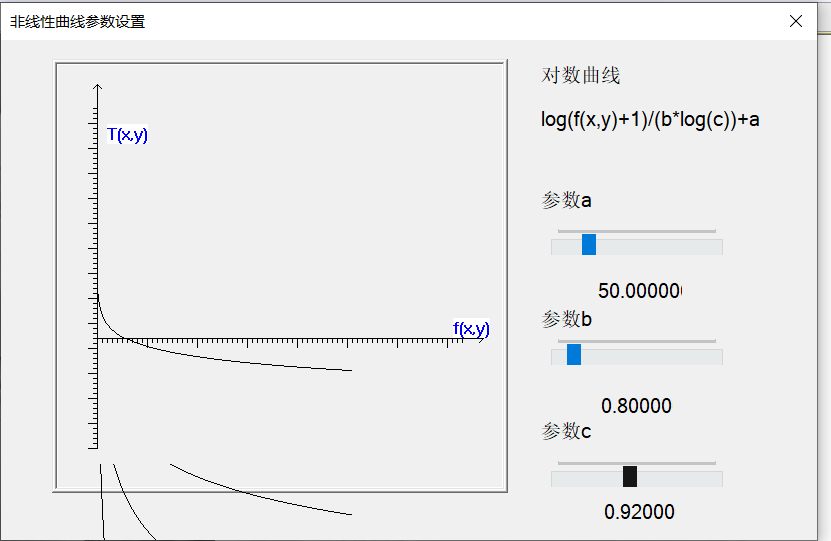 非线性曲线参数设置
T(x,y)
f(x,y)
对数曲线
log(f(x,y)+1)/(b*log(c))+a
参数a
50.00000
参数b
0.80000
参数c
0.92000